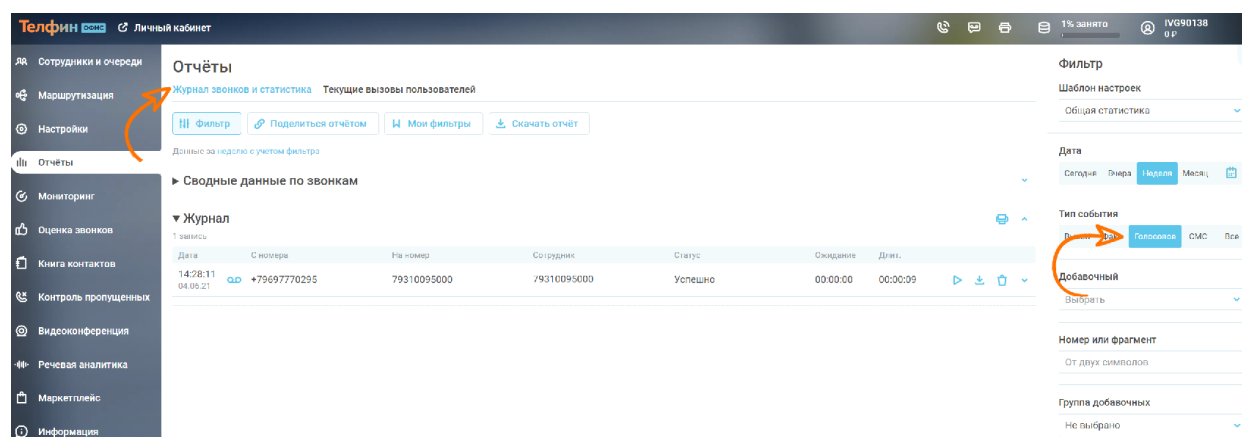 Телфин ОФИС Личный кабинет 1% занято IVG90138
0 ₽
Сотрудники и очереди
Маршрутизация
Настройки
Отчёты
Мониторинг
Оценка звонков
Книга контактов
Контроль пропущенных
Видеоконференция
Речевая аналитика
Маркетплейс
Информация
Отчёты
Журнал звонков и статистика Текущие вызовы пользователей
Фильтр Поделиться отчётом Мои фильтры Скачать отчёт
Данные за неделю с учетом фильтра
Сводные данные по звонкам
Журнал
1 запись
Дата С номера На номер Сотрудник Статус Ожидание Длит.
14:28:11 +79697770295 79310095000 79310095000 Успешно 00:00:00 00:00:09
04.06.21
Фильтр
Шаблон настроек
Общая статистика
Дата
Сегодня Вчера Неделя Месяц
Тип события
Голосовое СМС Все
Добавочный
Выбрать
Номер или фрагмент
От двух символов
Группа добавочных
Не выбрано